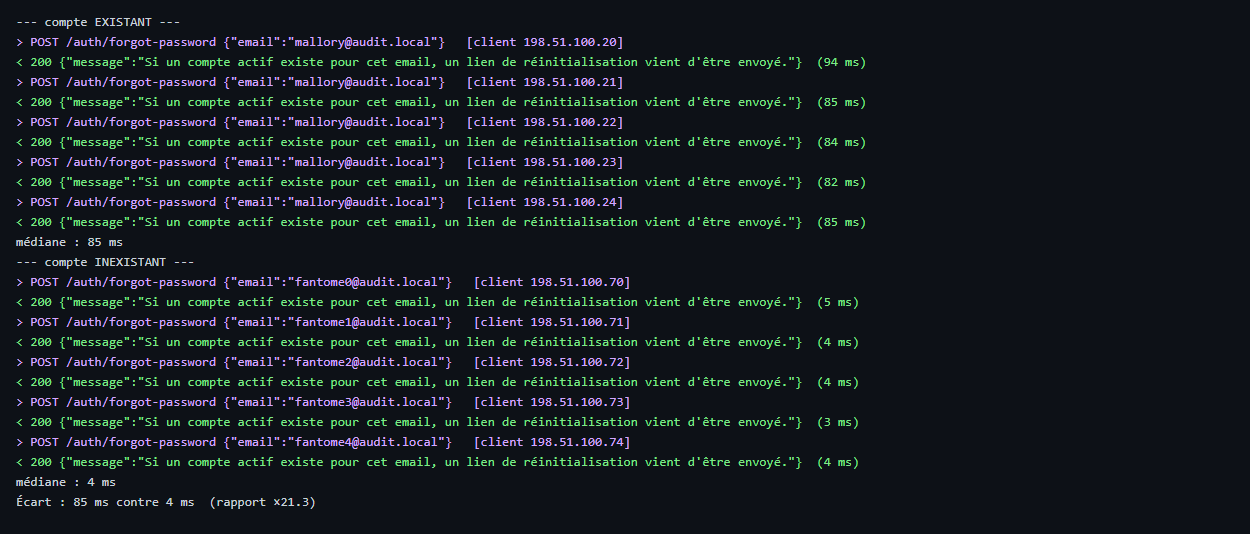 --- compte EXISTANT ---
> POST /auth/forgot-password {"email":"mallory@audit.local"} [client 198.51.100.20]
< 200 {"message":"Si un compte actif existe pour cet email, un lien de réinitialisation vient d'être envoyé."} (94 ms)
> POST /auth/forgot-password {"email":"mallory@audit.local"} [client 198.51.100.21]
< 200 {"message":"Si un compte actif existe pour cet email, un lien de réinitialisation vient d'être envoyé."} (85 ms)
> POST /auth/forgot-password {"email":"mallory@audit.local"} [client 198.51.100.22]
< 200 {"message":"Si un compte actif existe pour cet email, un lien de réinitialisation vient d'être envoyé."} (84 ms)
> POST /auth/forgot-password {"email":"mallory@audit.local"} [client 198.51.100.23]
< 200 {"message":"Si un compte actif existe pour cet email, un lien de réinitialisation vient d'être envoyé."} (82 ms)
> POST /auth/forgot-password {"email":"mallory@audit.local"} [client 198.51.100.24]
< 200 {"message":"Si un compte actif existe pour cet email, un lien de réinitialisation vient d'être envoyé."} (85 ms)
médiane : 85 ms
--- compte INEXISTANT ---
> POST /auth/forgot-password {"email":"fantome0@audit.local"} [client 198.51.100.70]
< 200 {"message":"Si un compte actif existe pour cet email, un lien de réinitialisation vient d'être envoyé."} (5 ms)
> POST /auth/forgot-password {"email":"fantome1@audit.local"} [client 198.51.100.71]
< 200 {"message":"Si un compte actif existe pour cet email, un lien de réinitialisation vient d'être envoyé."} (4 ms)
> POST /auth/forgot-password {"email":"fantome2@audit.local"} [client 198.51.100.72]
< 200 {"message":"Si un compte actif existe pour cet email, un lien de réinitialisation vient d'être envoyé."} (4 ms)
> POST /auth/forgot-password {"email":"fantome3@audit.local"} [client 198.51.100.73]
< 200 {"message":"Si un compte actif existe pour cet email, un lien de réinitialisation vient d'être envoyé."} (3 ms)
> POST /auth/forgot-password {"email":"fantome4@audit.local"} [client 198.51.100.74]
< 200 {"message":"Si un compte actif existe pour cet email, un lien de réinitialisation vient d'être envoyé."} (4 ms)
médiane : 4 ms
Écart : 85 ms contre 4 ms (rapport ×21.3)